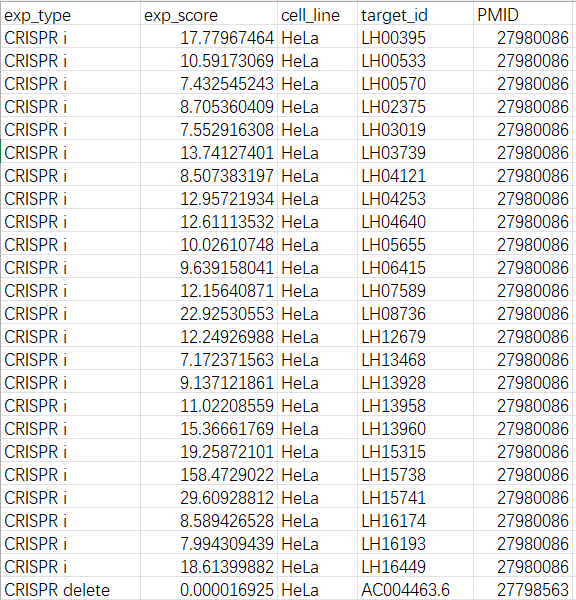 exp_type exp_score cell_line target_id PMID
CRISPR i 17.77967464 HeLa LH00395 27980086
CRISPR i 10.59173069 HeLa LH00533 27980086
CRISPR i 7.432545243 HeLa LH00570 27980086
CRISPR i 8.705360409 HeLa LH02375 27980086
CRISPR i 7.552916308 HeLa LH03019 27980086
CRISPR i 13.74127401 HeLa LH03739 27980086
CRISPR i 8.507383197 HeLa LH04121 27980086
CRISPR i 12.95721934 HeLa LH04253 27980086
CRISPR i 12.61113532 HeLa LH04640 27980086
CRISPR i 10.02610748 HeLa LH05655 27980086
CRISPR i 9.639158041 HeLa LH06415 27980086
CRISPR i 12.15640871 HeLa LH07589 27980086
CRISPR i 22.92530553 HeLa LH08736 27980086
CRISPR i 12.24926988 HeLa LH12679 27980086
CRISPR i 7.172371563 HeLa LH13468 27980086
CRISPR i 9.137121861 HeLa LH13928 27980086
CRISPR i 11.02208559 HeLa LH13958 27980086
CRISPR i 15.36661769 HeLa LH13960 27980086
CRISPR i 19.25872101 HeLa LH15315 27980086
CRISPR i 158.4729022 HeLa LH15738 27980086
CRISPR i 29.60928812 HeLa LH15741 27980086
CRISPR i 8.589426528 HeLa LH16174 27980086
CRISPR i 7.994309439 HeLa LH16193 27980086
CRISPR i 18.61399882 HeLa LH16449 27980086
CRISPR delete 0.000016925 HeLa AC004463.6 27798563